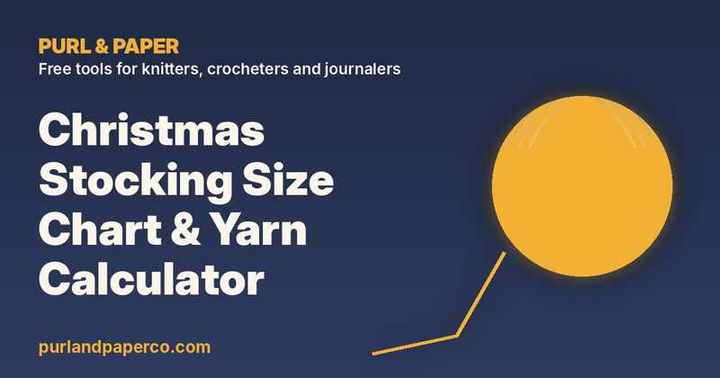 PURL & PAPER
Free tools for knitters, crocheters and journalers
Christmas
Stocking Size
Chart & Yarn
Calculator
purlandpaperco.com